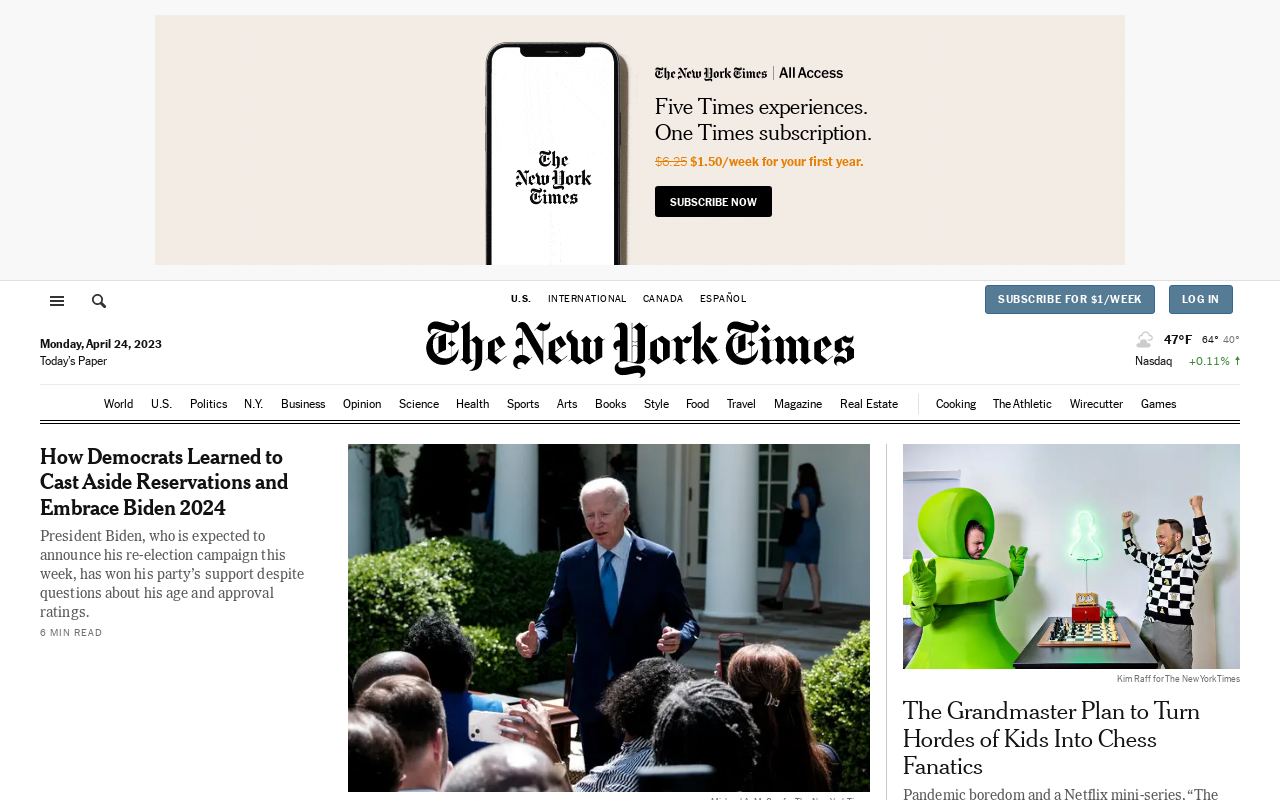 The New York Times | All Access
Five Times experiences.
One Times subscription.
$6.25 $1.50/week for your first year.
SUBSCRIBE NOW
The
New York
Times
U.S. INTERNATIONAL CANADA ESPAÑOL
SUBSCRIBE FOR $1/WEEK LOG IN
The New York Times
Monday, April 24, 2023
Today's Paper
47°F 64° 40°
Nasdaq +0.11% ↑
World U.S. Politics N.Y. Business Opinion Science Health Sports Arts Books Style Food Travel Magazine Real Estate Cooking The Athletic Wirecutter Games
How Democrats Learned to
Cast Aside Reservations and
Embrace Biden 2024
President Biden, who is expected to
announce his re-election campaign this
week, has won his party's support despite
questions about his age and approval
ratings.
6 MIN READ
Kim Raff for The New York Times
The Grandmaster Plan to Turn
Hordes of Kids Into Chess
Fanatics
Pandemic boredom and a Netflix mini-series, “The